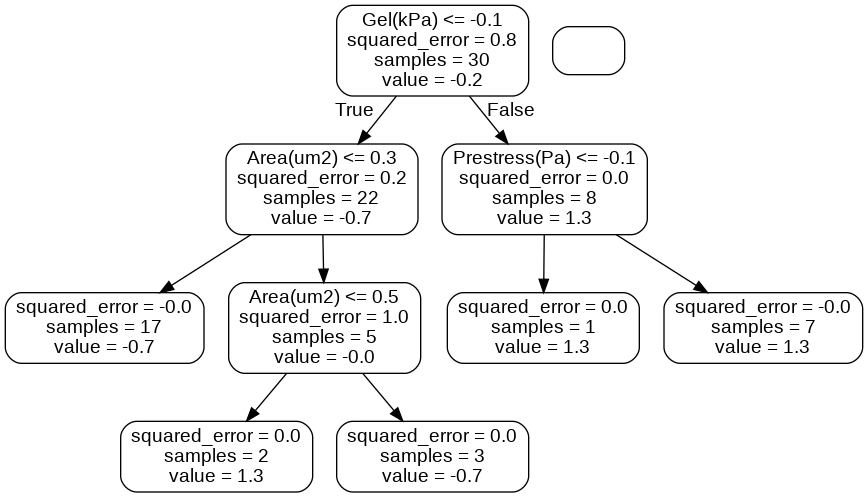 Gel(kPa) <= -0.1
squared_error = 0.8
samples = 30
value = -0.2
True
False
Area(um2) <= 0.3
squared_error = 0.2
samples = 22
value = -0.7
Prestress(Pa) <= -0.1
squared_error = 0.0
samples = 8
value = 1.3
squared_error = -0.0
samples = 17
value = -0.7
Area(um2) <= 0.5
squared_error = 1.0
samples = 5
value = -0.0
squared_error = 0.0
samples = 1
value = 1.3
squared_error = -0.0
samples = 7
value = 1.3
squared_error = 0.0
samples = 2
value = 1.3
squared_error = 0.0
samples = 3
value = -0.7